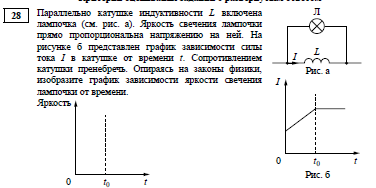 28
Параллельно катушке индуктивности L включена
лампочка (см. рис. а). Яркость свечения лампочки
прямо пропорциональна напряжению на ней. На
рисунке б представлен график зависимости силы
тока I в катушке от времени t. Сопротивлением
катушки пренебречь. Опираясь на законы физики,
изобразите график зависимости яркости свечения
лампочки от времени.
Яркость
0 t₀ t
Л
I L
Рис. а
I
0 t₀ t
Рис. б